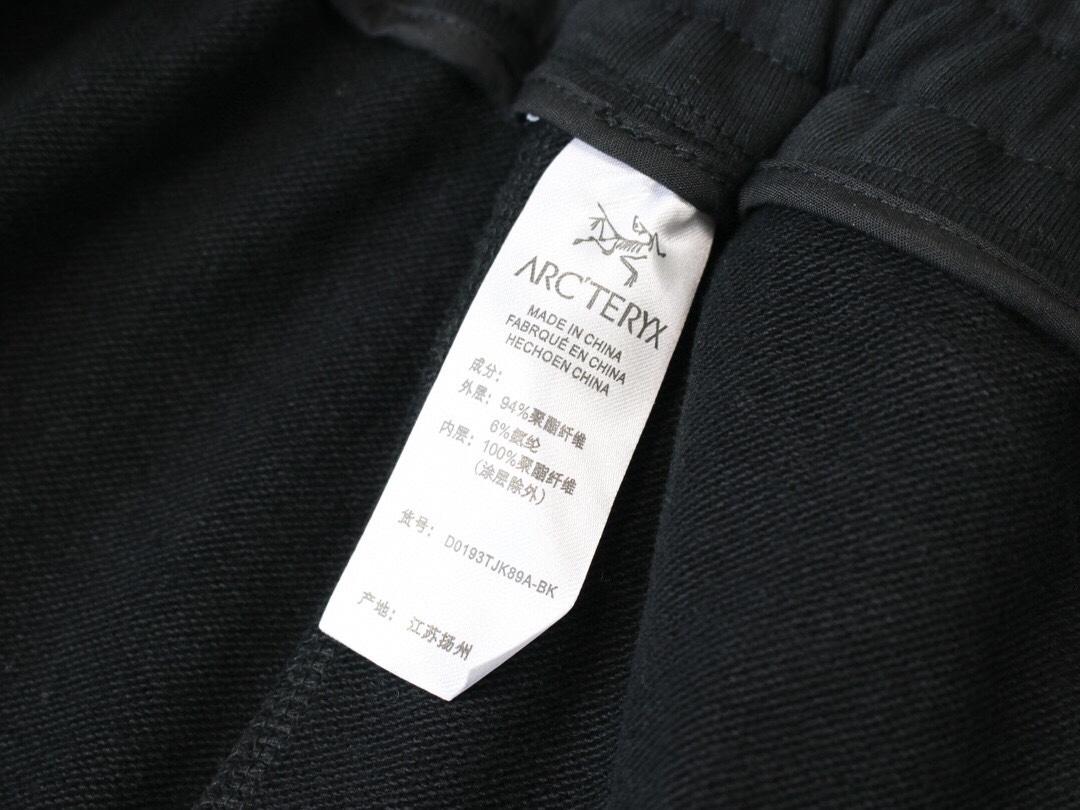 ARC'TERYX
MADE IN CHINA
FABRQUÉ EN CHINA
HECHOEN CHINA
成分：
外层：94%聚酯纤维
6%氨纶
内层：100%聚酯纤维
（涂层除外）
货号：D0193TJK89A-BK
产地：江苏扬州